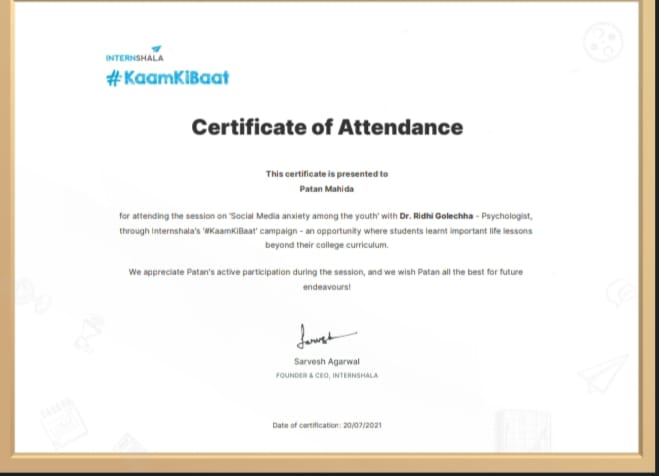 INTERNSHALA
#KaamKiBaat
Certificate of Attendance
This certificate is presented to
Patan Mahida
for attending the session on 'Social Media anxiety among the youth' with Dr. Ridhi Golechha - Psychologist,
through Internshala's '#KaamKiBaat' campaign - an opportunity where students learnt important life lessons
beyond their college curriculum.
We appreciate Patan's active participation during the session, and we wish Patan all the best for future
endeavours!
Sarvesh Agarwal
FOUNDER & CEO, INTERNSHALA
Date of certification: 20/07/2021